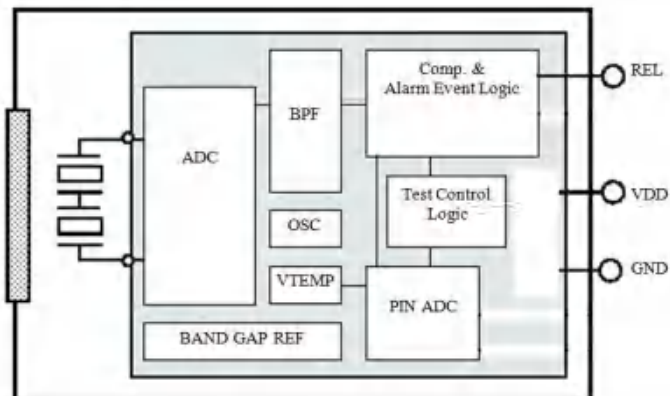 Comp. &
Alarm Event Logic
REL
BPF
ADC
Test Control
Logic
VDD
OSC
VTEMP
GND
PIN ADC
BAND GAP REF